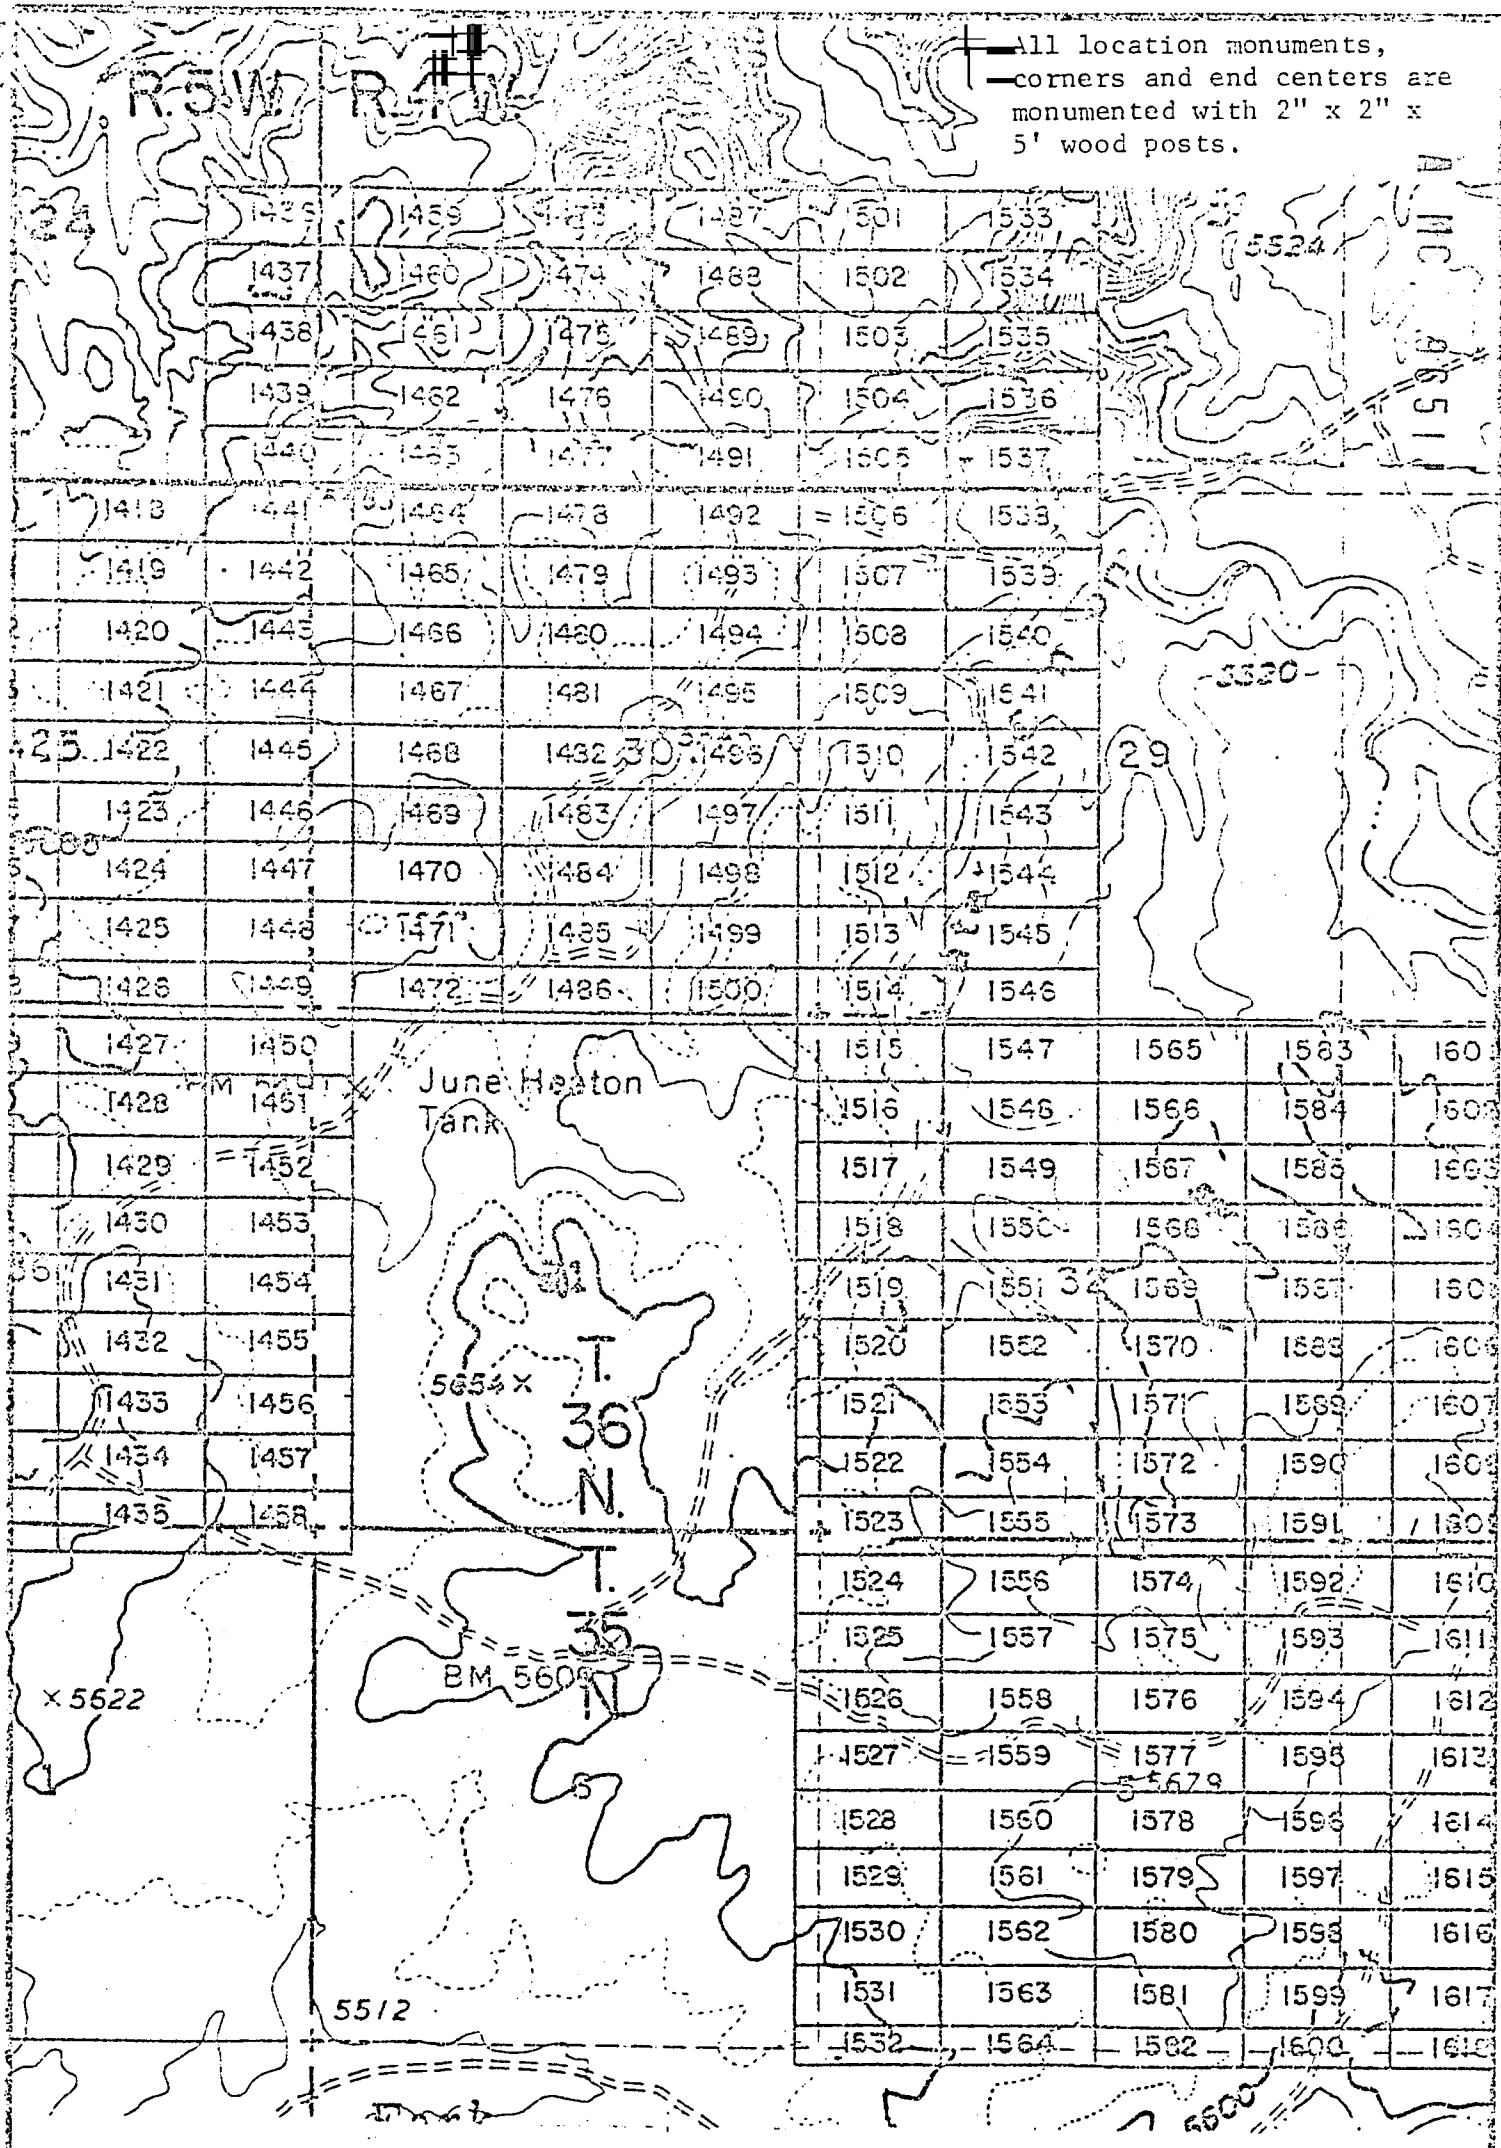 All location monuments,
corners and end centers are
monumented with 2" x 2" x
5' wood posts.
R.5W. R.4W.
24 1459 1487 1501 1533
5524
1437 1460 1474 1488 1502 1534
1438 1461 1475 1489 1503 1535
1439 1462 1476 1490 1504 1536
1440 1463 1477 1491 1505 1537
1418 1441 1464 1478 1492 1506 1538
1419 1442 1465 1479 1493 1507 1539
1420 1443 1466 1480 1494 1508 1540
1421 1444 1467 1481 1495 1509 1541
1422 1445 1468 1482 30 1496 1510 1542 29
1423 1446 1469 1483 1497 1511 1543
1424 1447 1470 1484 1498 1512 1544
1425 1448 1471 1485 1499 1513 1545
1449 1472 1486 1500 1514 1546
1427 1450 1515 1547 1565 1583
June Heaton
Tank
1428 1451 1516 1548 1566 1584
1429 1452 1517 1549 1567 1585
1430 1453 1518 1550 1568 1586
1431 1454 1519 1551 32 1569 1587
1432 1455 T. 1520 1552 1570 1588
5654
1433 1456 36 1521 1553 1571 1589 1607
1434 1457 N. 1522 1554 1572 1590
1435 1458 1523 1555 1573 1591
T. 1524 1556 1574 1592 1610
35 1525 1557 1575 1593 1611
BM
5622 N 1526 1558 1576 1594 1612
1527 1559 1577 1595 1613
5679
1528 1560 1578 1596 1614
1529 1561 1579 1597 1615
1530 1562 1580 1598 1616
5512 1531 1563 1581 1599 1617
1532 1564 1582 1600
5600